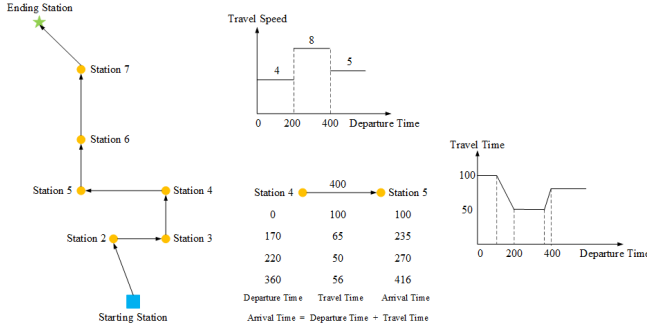 Ending Station
Station 7
Station 6
Station 5
Station 4
Station 2
Station 3
Starting Station
Travel Speed
8
4
5
0 200 400 Departure Time
Station 4 400 Station 5
0 100 100
170 65 235
220 50 270
360 56 416
Departure Time Travel Time Arrival Time
Arrival Time = Departure Time + Travel Time
Travel Time
100
50
0 200 400
Departure Time